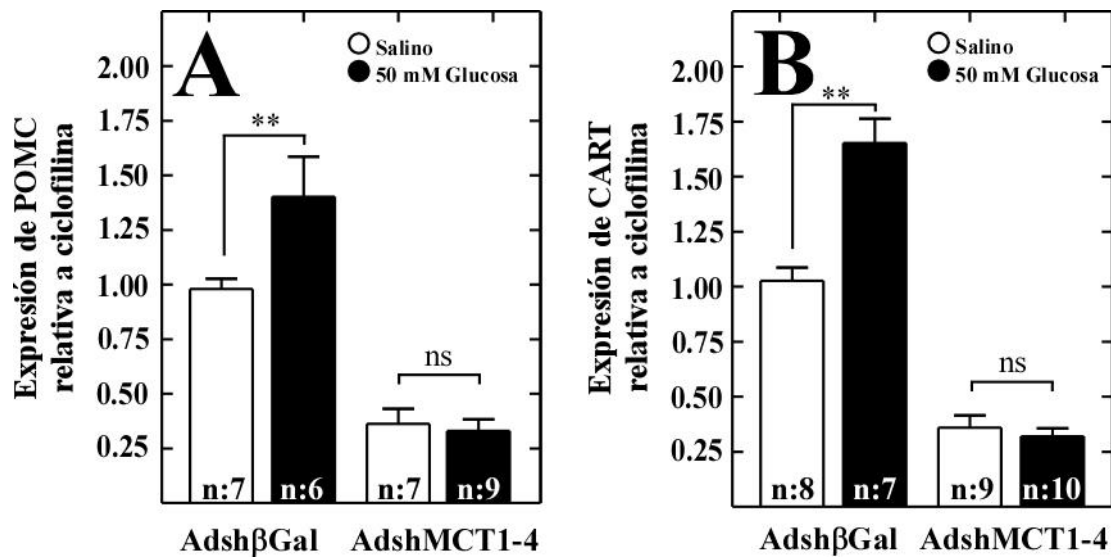 A
Salino
50 mM Glucosa
Expresión de POMC
relativa a ciclofilina
2.00
1.75
1.50
1.25
1.00
0.75
0.50
0.25
**
ns
n:7
n:6
n:7
n:9
AdshβGal
AdshMCT1-4
B
Salino
50 mM Glucosa
Expresión de CART
relativa a ciclofilina
2.00
1.75
1.50
1.25
1.00
0.75
0.50
0.25
**
ns
n:8
n:7
n:9
n:10
AdshβGal
AdshMCT1-4